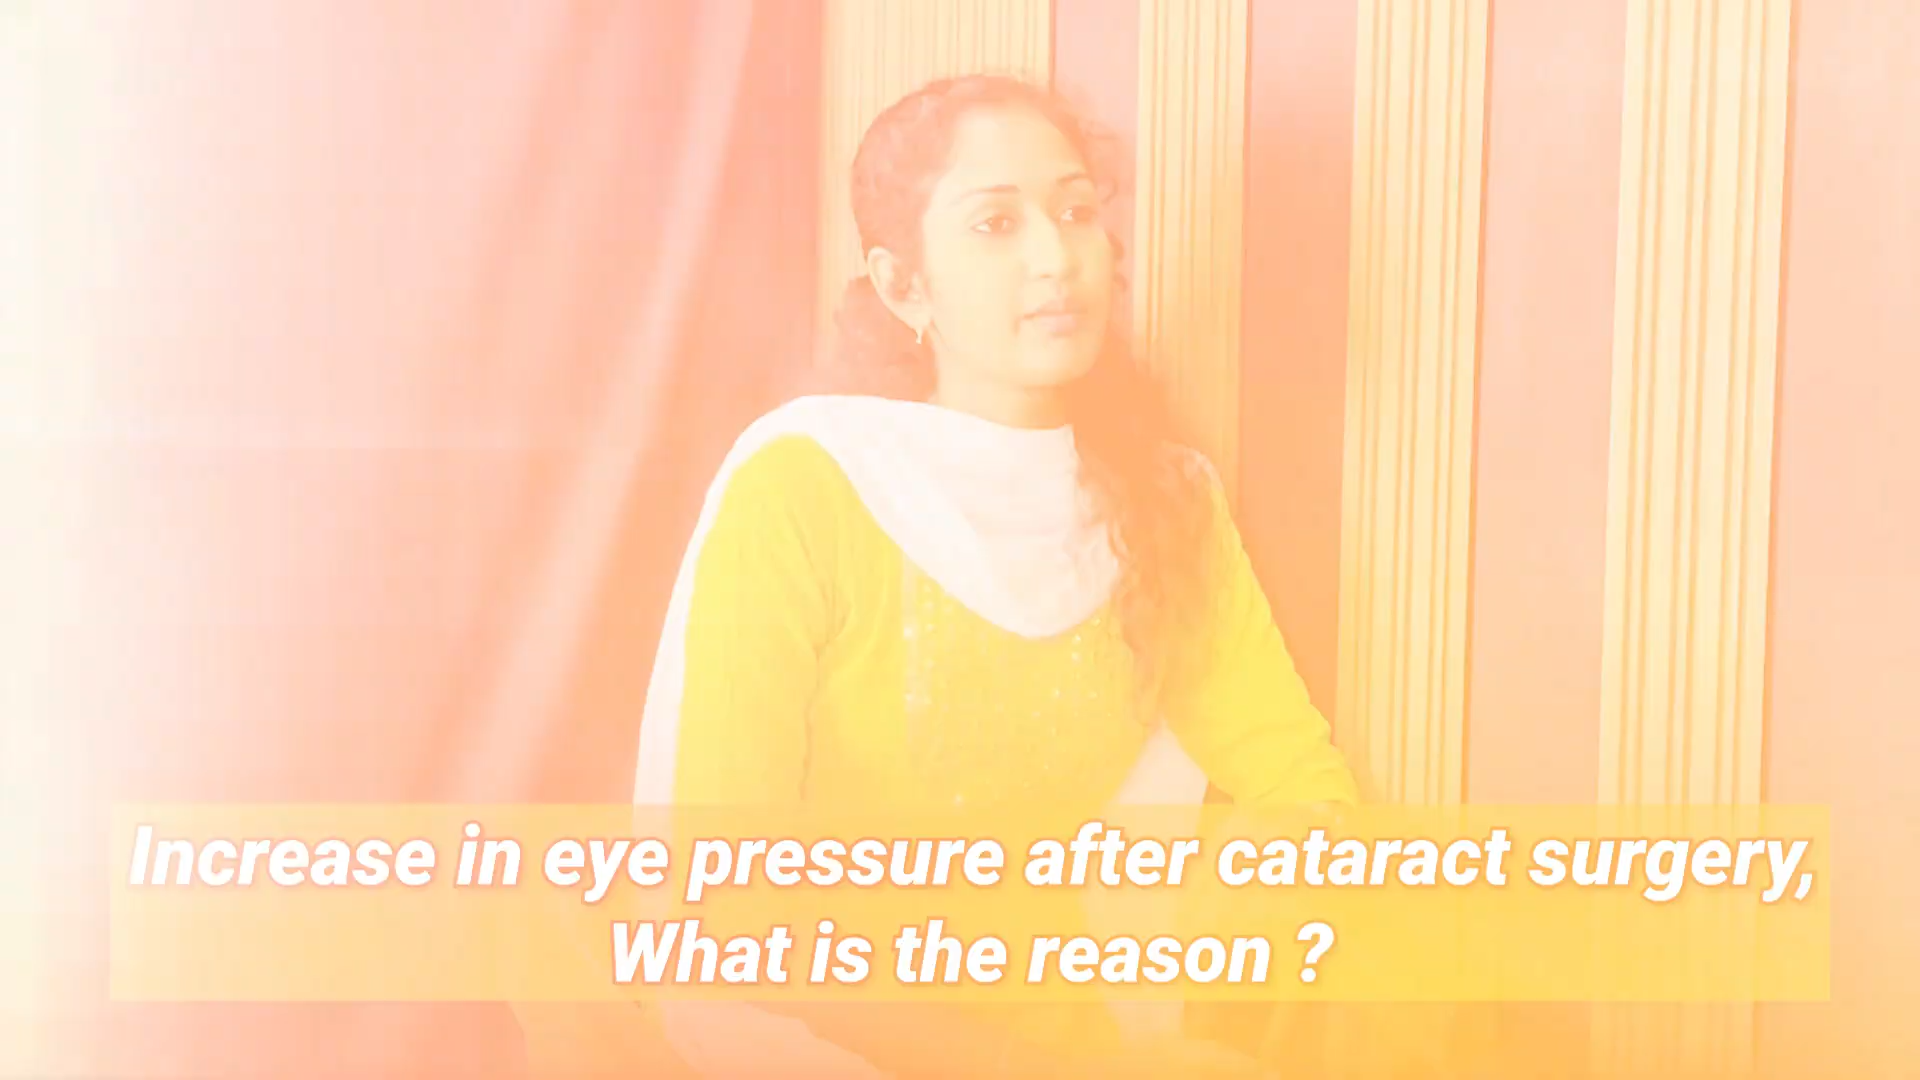 Increase in eye pressure after cataract surgery,
What is the reason ?